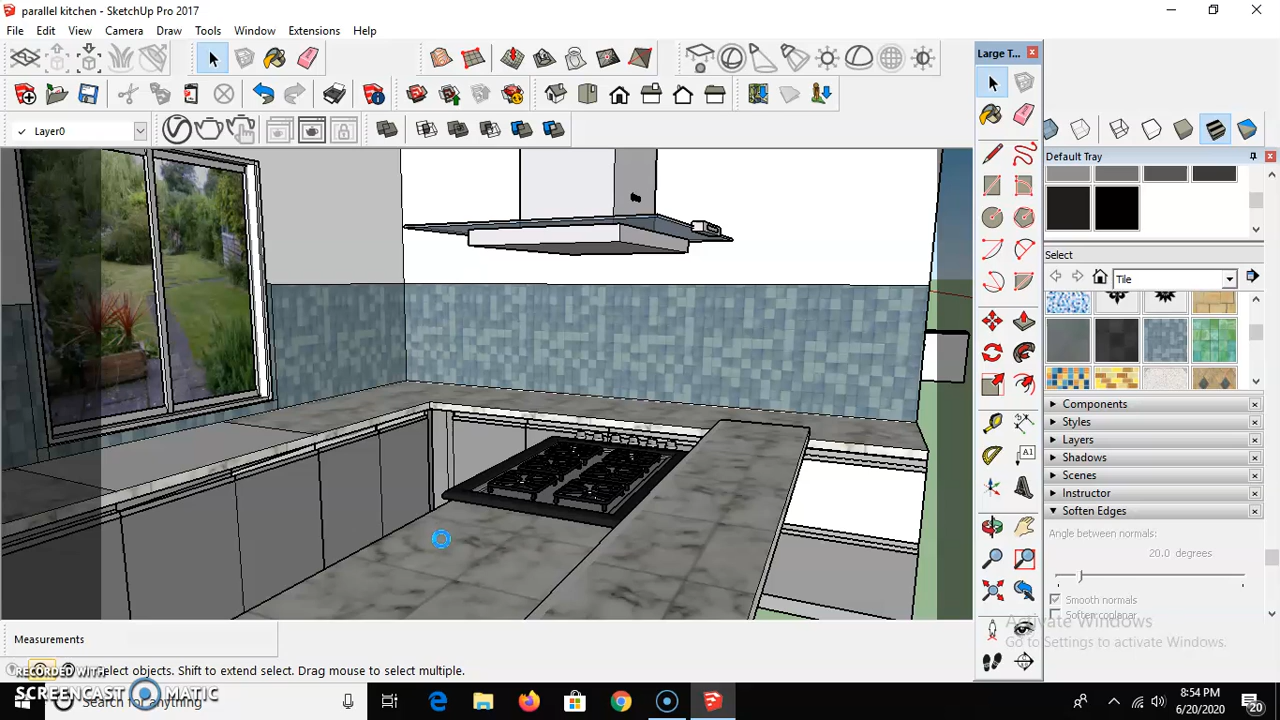 parallel kitchen - SketchUp Pro 2017
File Edit View Camera Draw Tools Window Extensions Help
Large T...
Layer0
Default Tray
Select
Tile
A1
Components
Styles
Layers
Shadows
Scenes
Instructor
Soften Edges
Angle between normals:
20.0 degrees
Smooth normals
Soften coplanar
Activate Windows
Go to Settings to activate Windows.
Measurements
Select objects. Shift to extend select. Drag mouse to select multiple.
RECORDED WITH
SCREENCAST MATIC
8:54 PM
6/20/2020
20